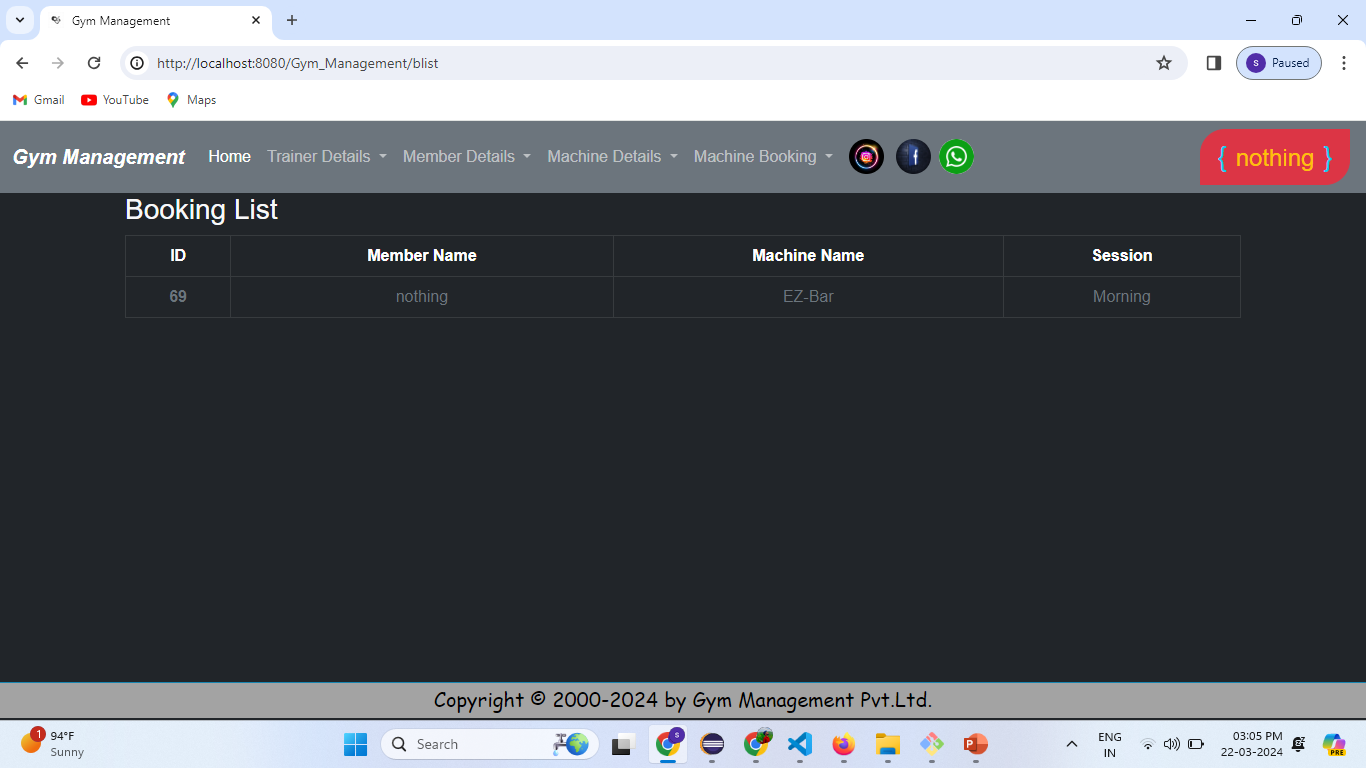 Gym Management
http://localhost:8080/Gym_Management/blist
S Paused
Gmail YouTube Maps
Gym Management Home Trainer Details Member Details Machine Details Machine Booking { nothing }
Booking List
ID Member Name Machine Name Session
69 nothing EZ-Bar Morning
Copyright © 2000-2024 by Gym Management Pvt.Ltd.
1 94°F Search S ENG 03:05 PM
Sunny IN 22-03-2024 PRE